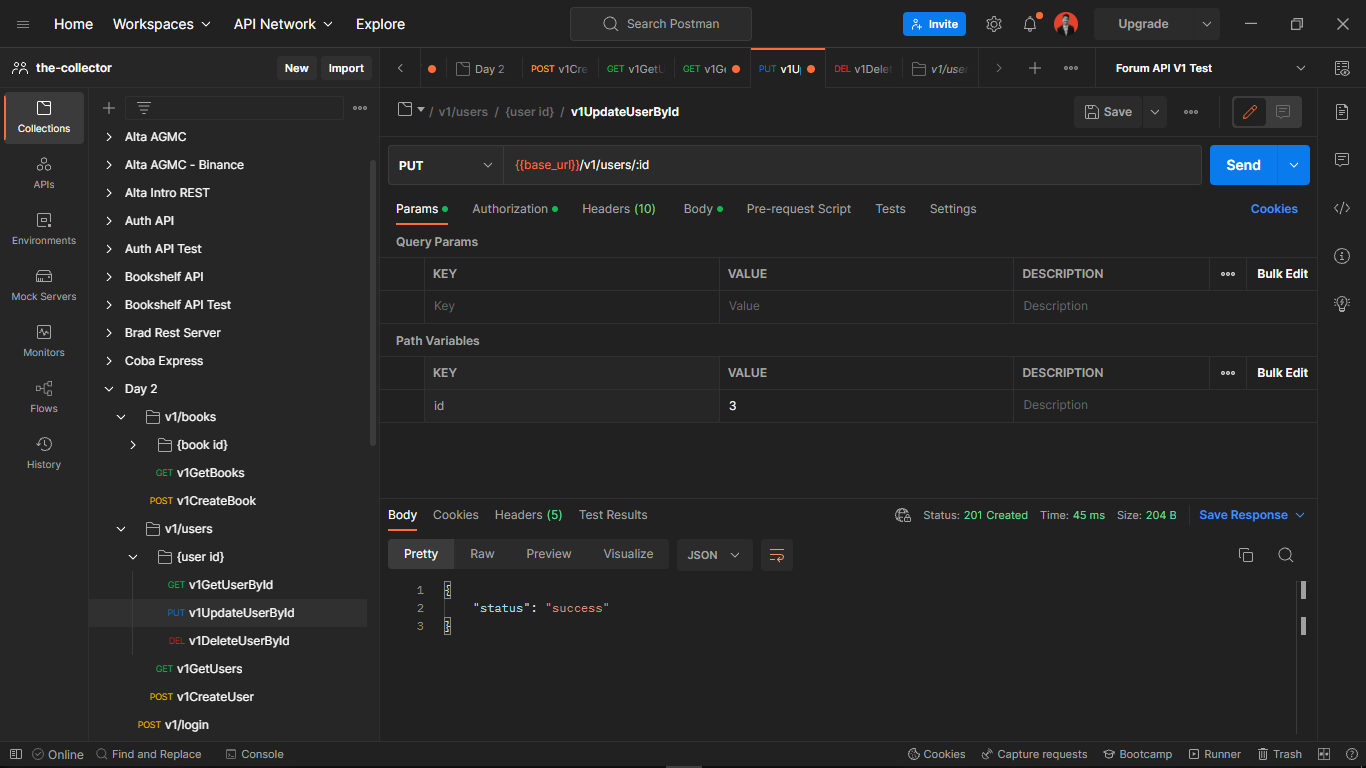 Home Workspaces API Network Explore Search Postman Invite Upgrade
the-collector New Import Day 2 POST v1Cre GET v1GetU GET v1Ge PUT v1U DEL v1Delet v1/user Forum API V1 Test
Collections
APIs
Environments
Mock Servers
Monitors
Flows
History
Alta AGMC
Alta AGMC - Binance
Alta Intro REST
Auth API
Auth API Test
Bookshelf API
Bookshelf API Test
Brad Rest Server
Coba Express
Day 2
v1/books
{book id}
GET v1GetBooks
POST v1CreateBook
v1/users
{user id}
GET v1GetUserById
PUT v1UpdateUserById
DEL v1DeleteUserById
GET v1GetUsers
POST v1CreateUser
POST v1/login
/ v1/users / {user id} / v1UpdateUserById Save
PUT {{base_url}}/v1/users/:id Send
Params Authorization Headers (10) Body Pre-request Script Tests Settings Cookies
Query Params
KEY VALUE DESCRIPTION Bulk Edit
Key Value Description
Path Variables
KEY VALUE DESCRIPTION Bulk Edit
id 3 Description
Body Cookies Headers (5) Test Results Status: 201 Created Time: 45 ms Size: 204 B Save Response
Pretty Raw Preview Visualize JSON
1 {
2 "status": "success"
3 }
Online Find and Replace Console Cookies Capture requests Bootcamp Runner Trash